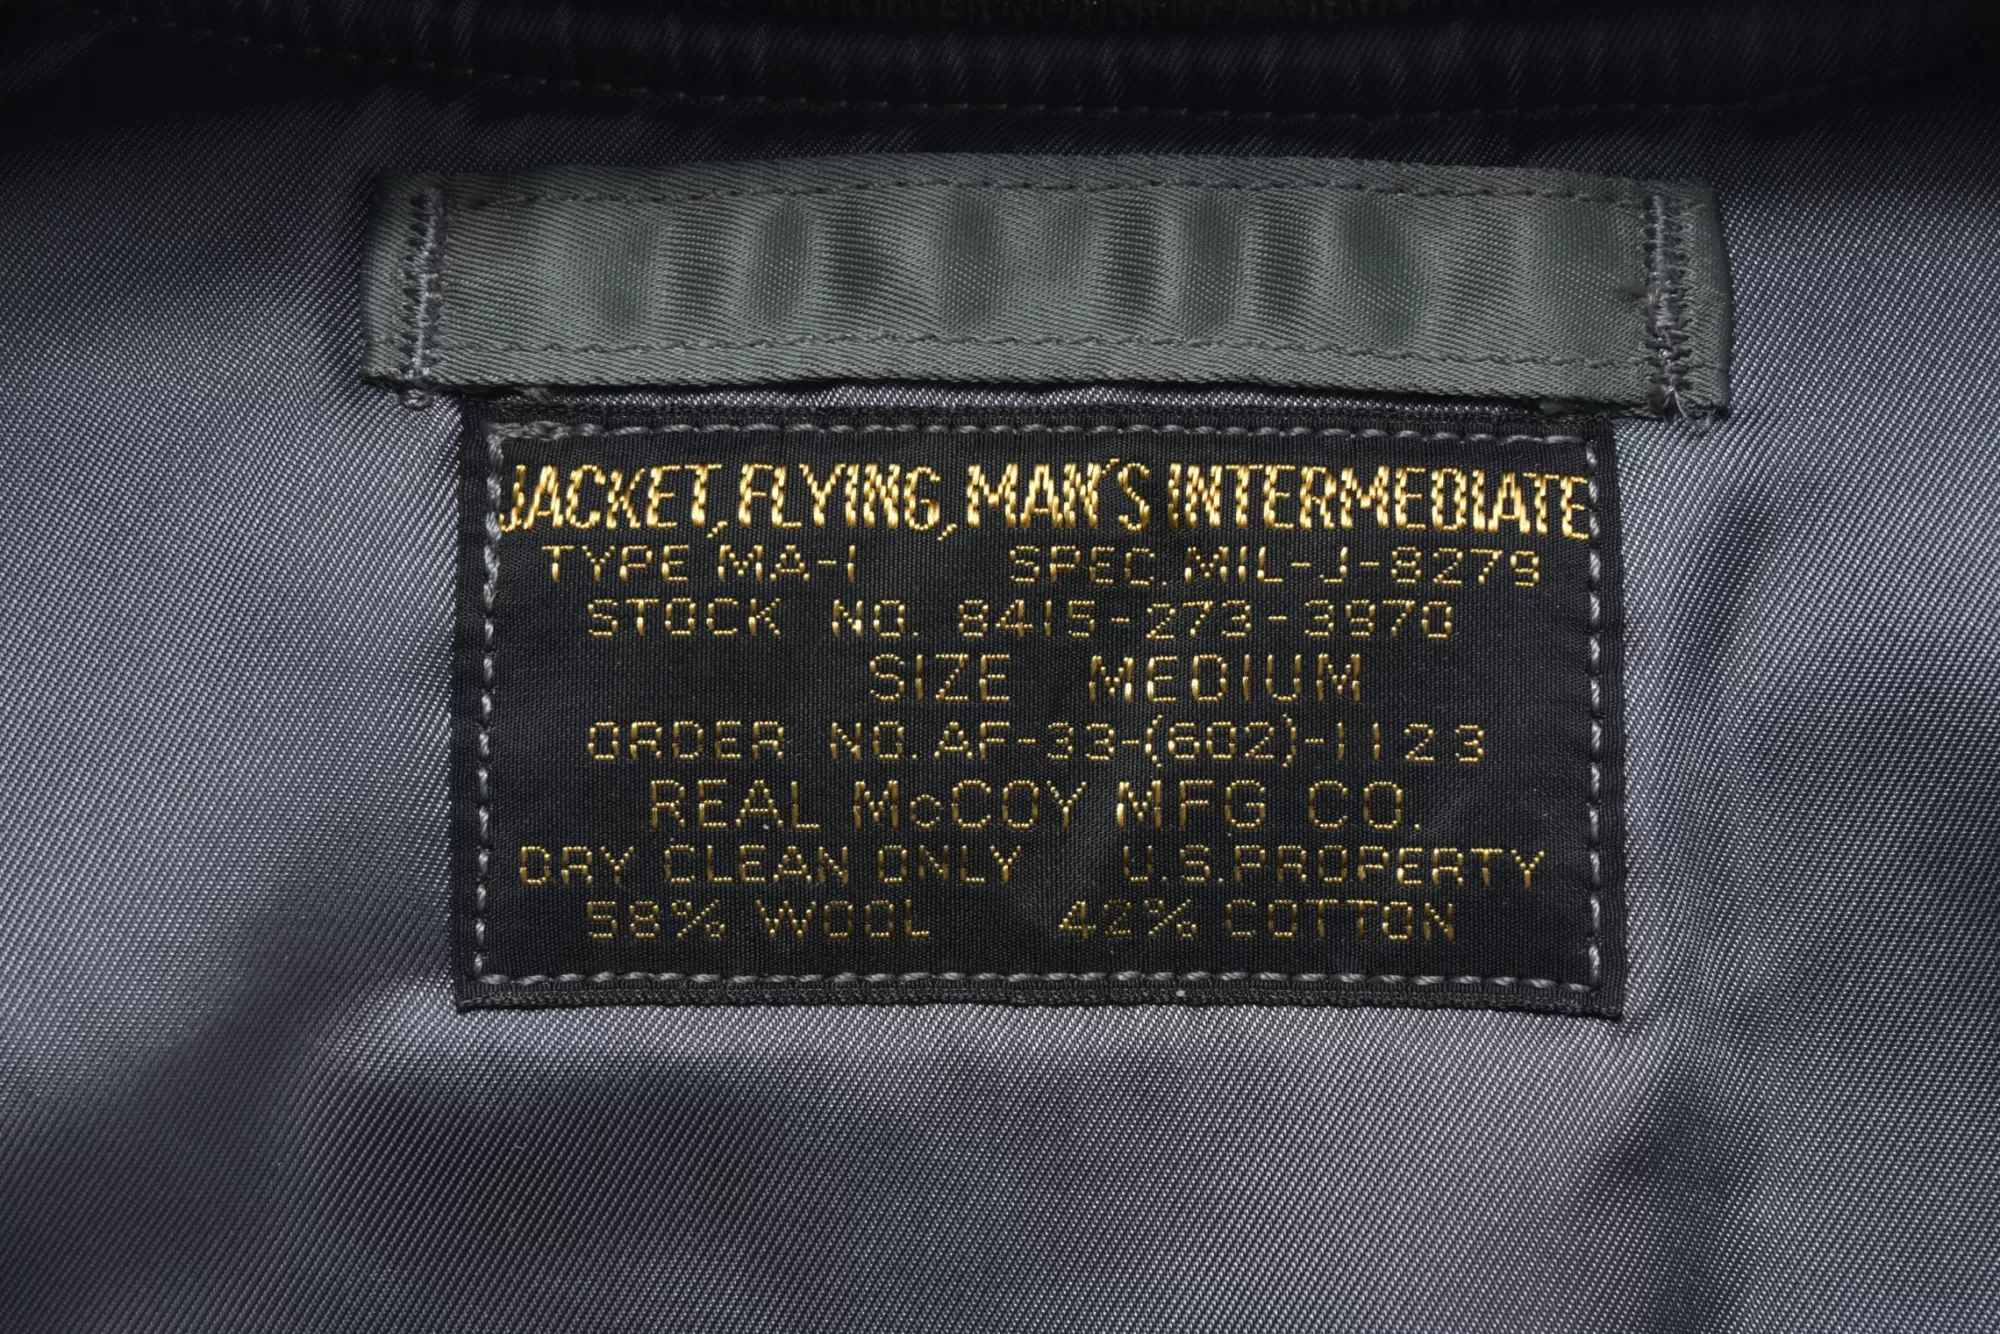 JACKET, FLYING, MAN'S INTERMEDIATE
TYPE MA-1 SPEC. MIL-J-8279
STOCK NO. 8415-273-3970
SIZE MEDIUM
ORDER NO. AF-33-(602)-1123
REAL McCOY MFG CO.
DRY CLEAN ONLY U.S. PROPERTY
58% WOOL 42% COTTON